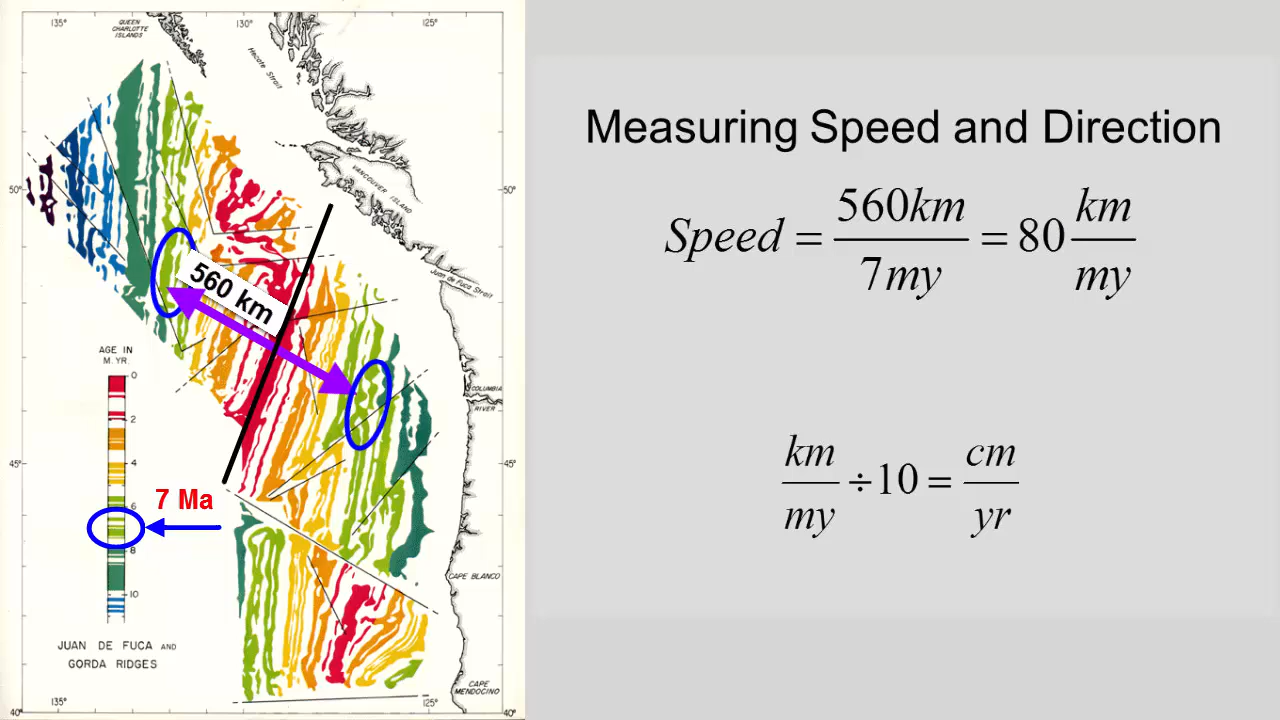 135°
130°
125°
QUEEN
CHARLOTTE
ISLANDS
Hecate Strait
VANCOUVER ISLAND
50°
50°
Juan de Fuca Strait
560 km
AGE IN
M. YR.
0
2
4
6
8
10
7 Ma
COLUMBIA
RIVER
45°
45°
CAPE BLANCO
JUAN DE FUCA AND
GORDA RIDGES
CAPE
MENDOCINO
135°
125°
40°
40°
Measuring Speed and Direction
Speed = 560km / 7my = 80 km / my
km / my ÷ 10 = cm / yr